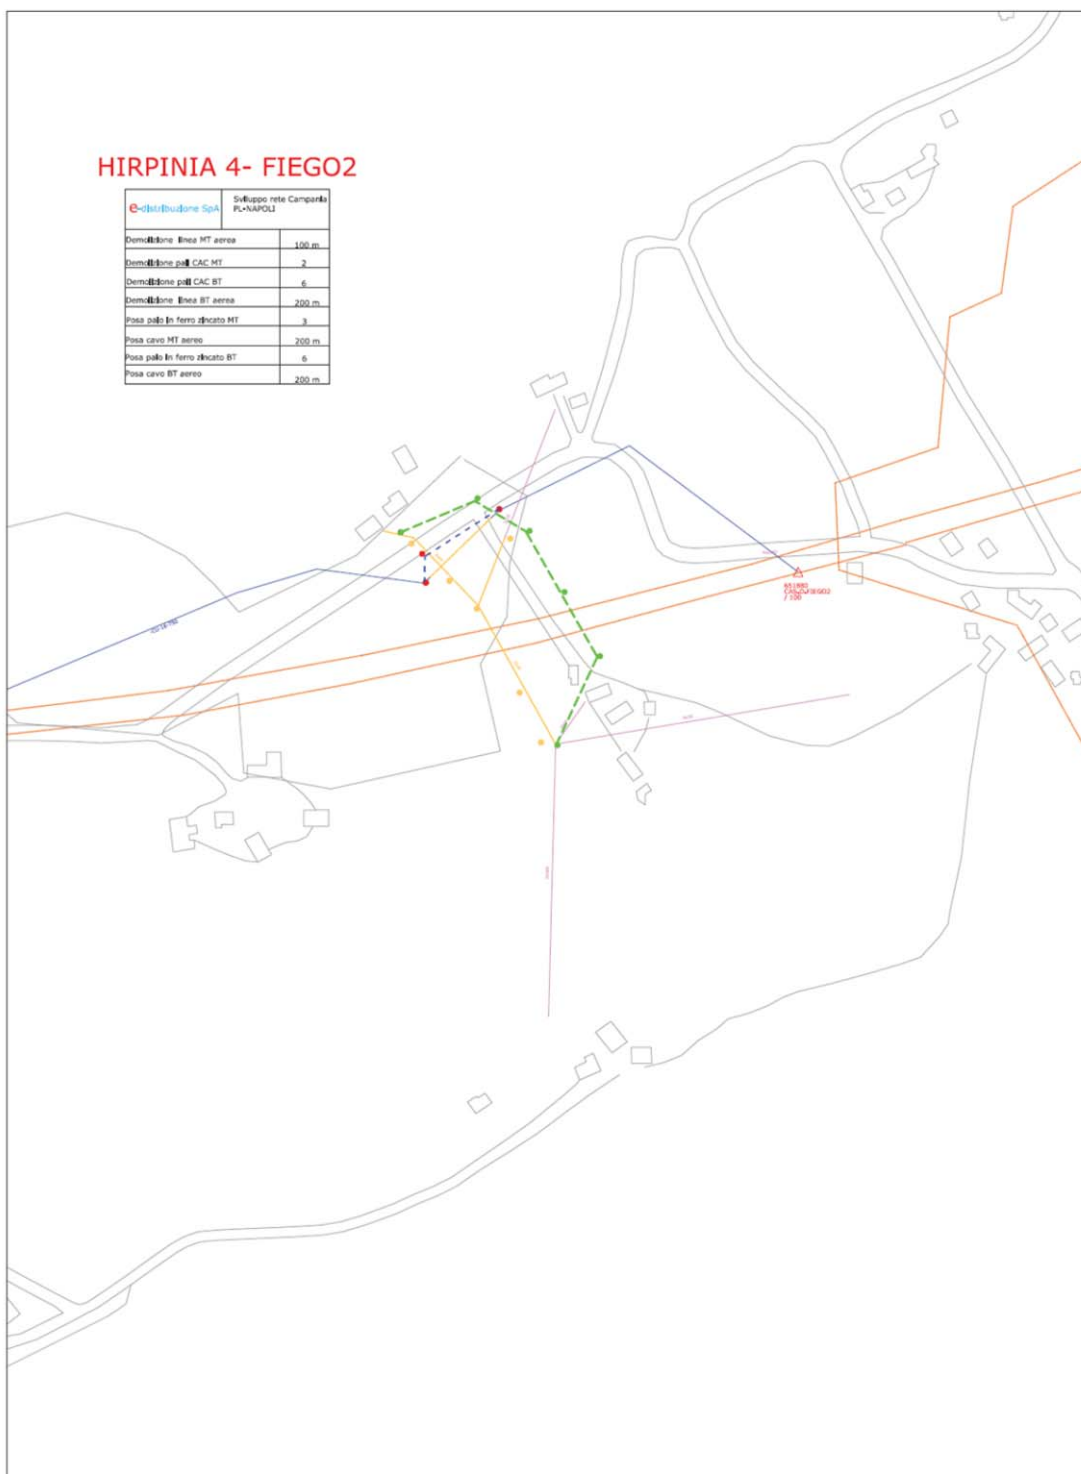 HIRPINIA 4- FIEGO2
e-distribuzione SpA
Sviluppo rete Campania
PL-NAPOLI
Demolizione linea MT aerea 100 m
Demolizione pali CAC MT 2
Demolizione pali CAC BT 6
Demolizione linea BT aerea 200 m
Posa palo in ferro zincato MT 3
Posa cavo MT aereo 200 m
Posa palo in ferro zincato BT 6
Posa cavo BT aereo 200 m
/ 100